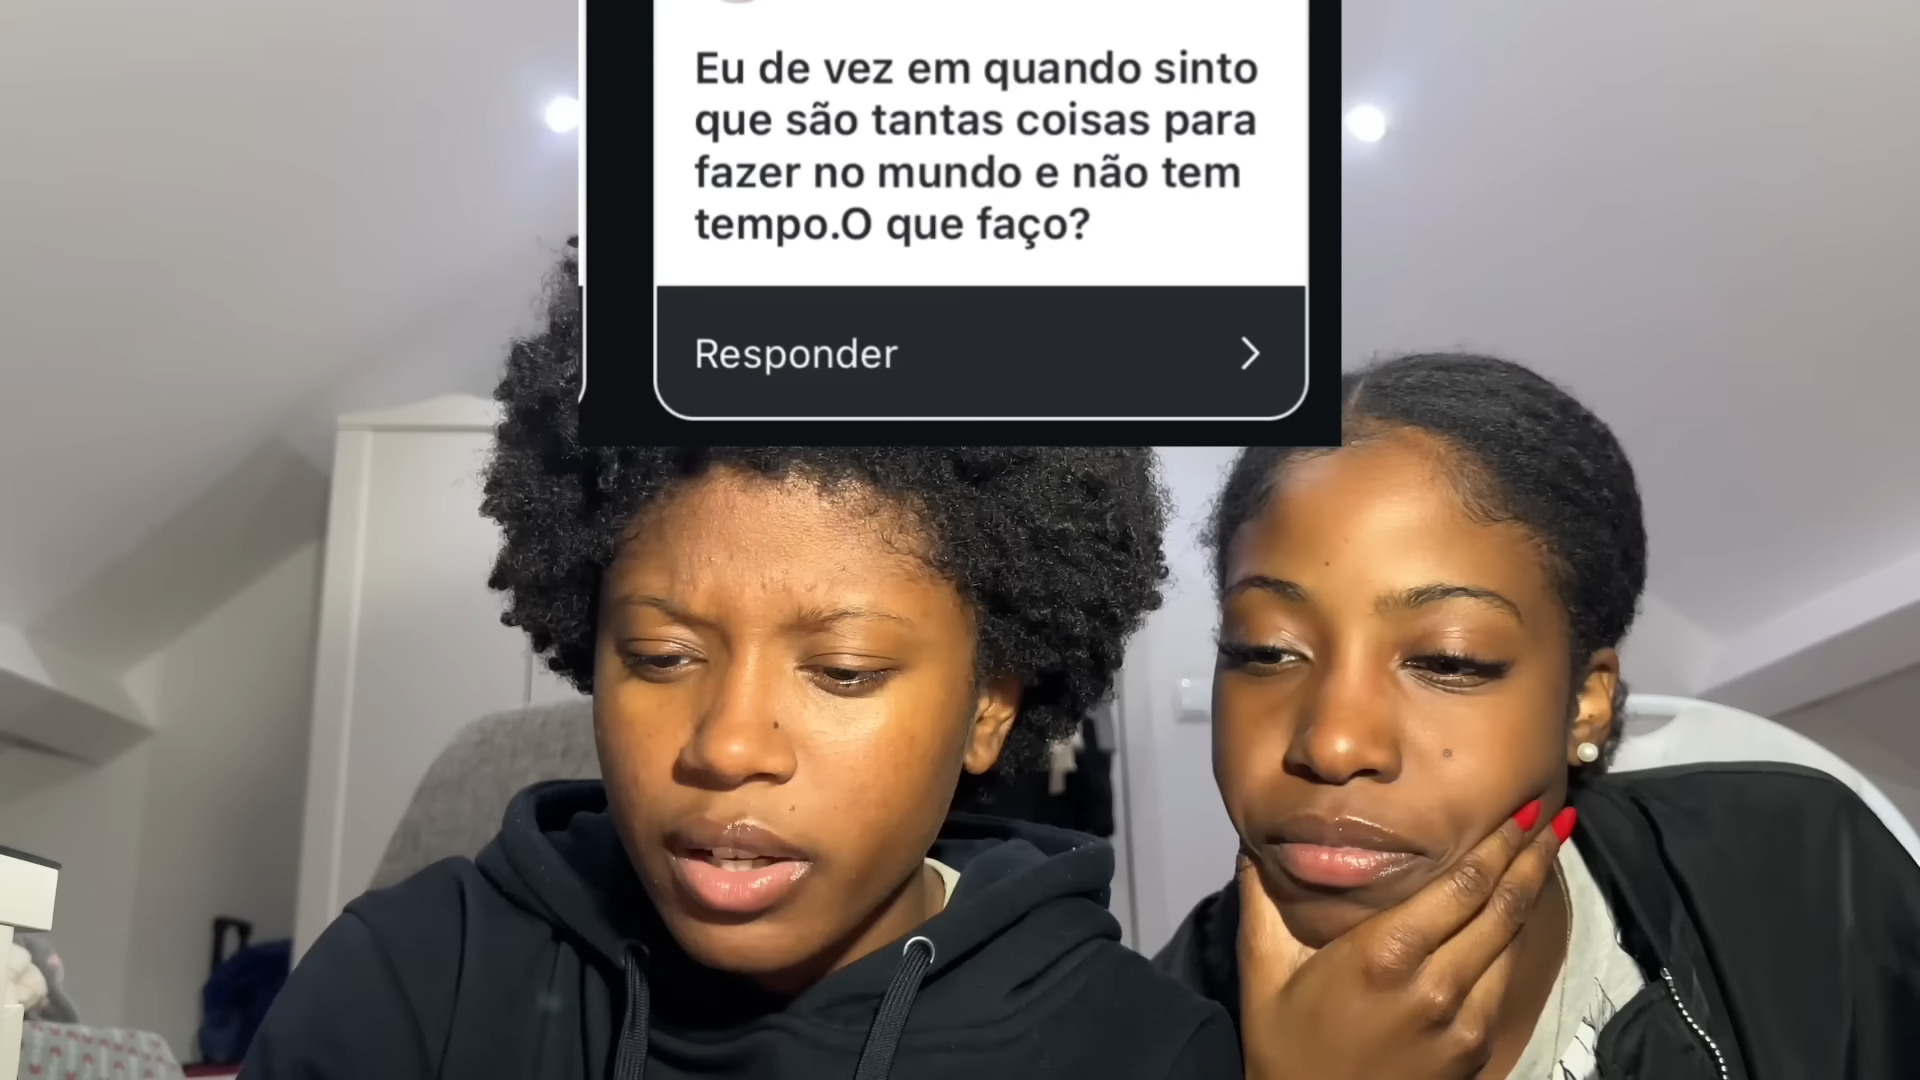 Eu de vez em quando sinto
que são tantas coisas para
fazer no mundo e não tem
tempo.O que faço?
Responder